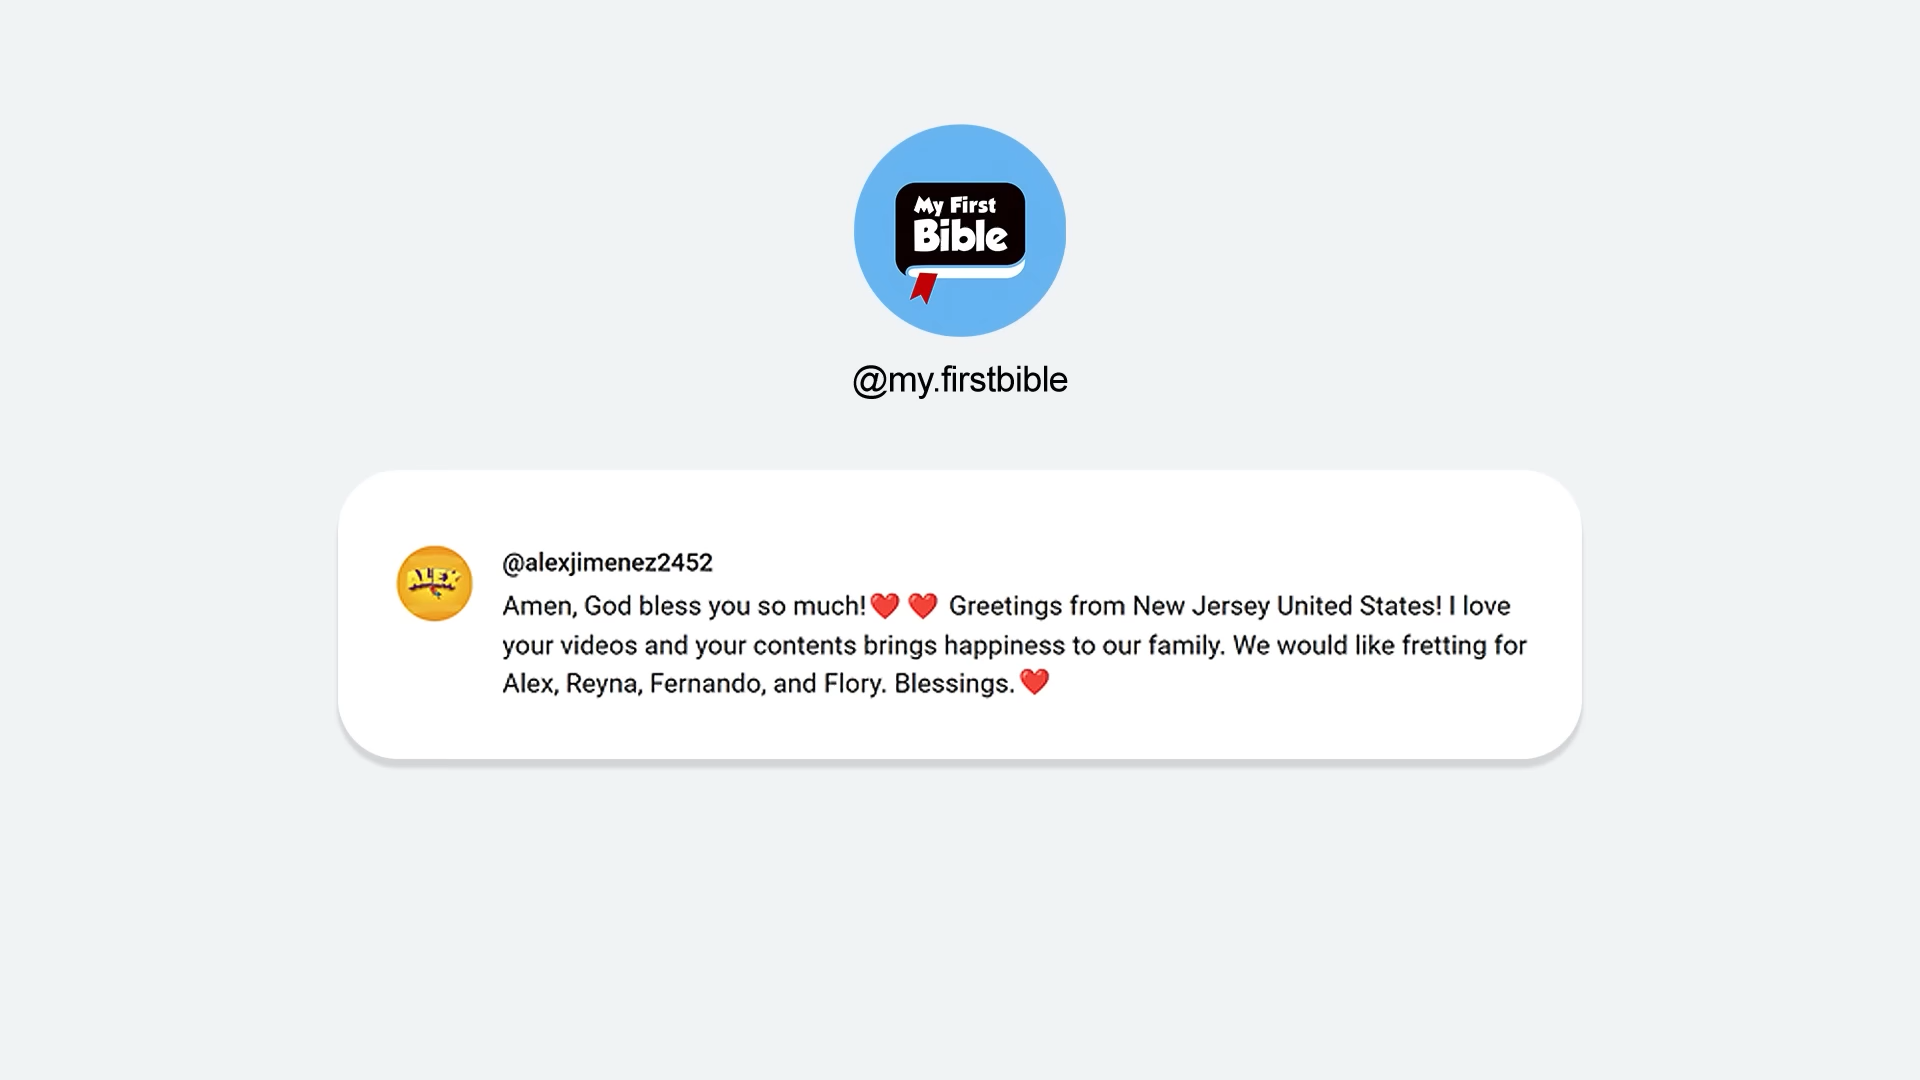 My First
Bible
@my.firstbible
ALEX
@alexjimenez2452
Amen, God bless you so much!❤️ ❤️ Greetings from New Jersey United States! I love
your videos and your contents brings happiness to our family. We would like fretting for
Alex, Reyna, Fernando, and Flory. Blessings.❤️